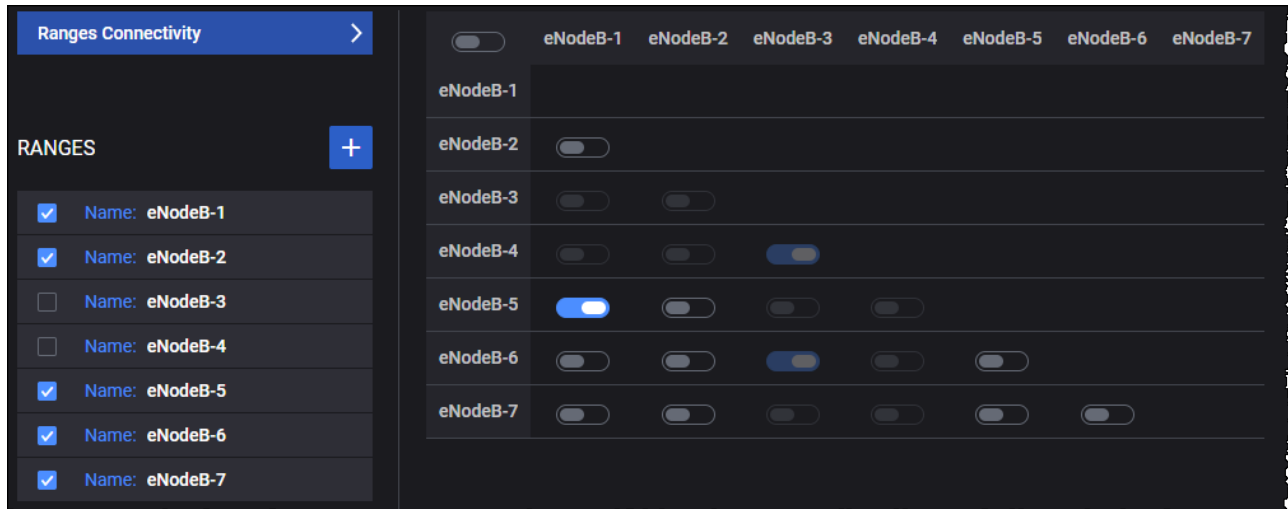 Ranges Connectivity
RANGES
+
Name: eNodeB-1
Name: eNodeB-2
Name: eNodeB-3
Name: eNodeB-4
Name: eNodeB-5
Name: eNodeB-6
Name: eNodeB-7
eNodeB-1 eNodeB-2 eNodeB-3 eNodeB-4 eNodeB-5 eNodeB-6 eNodeB-7
eNodeB-1
eNodeB-2
eNodeB-3
eNodeB-4
eNodeB-5
eNodeB-6
eNodeB-7